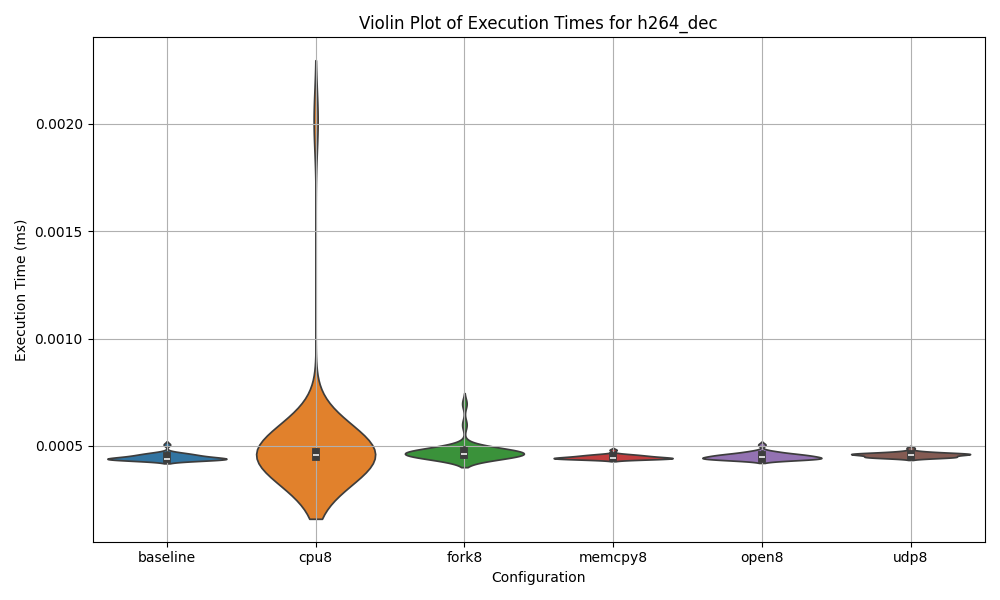 Violin Plot of Execution Times for h264_dec
Execution Time (ms)
0.0020
0.0015
0.0010
0.0005
baseline
cpu8
fork8
memcpy8
open8
udp8
Configuration